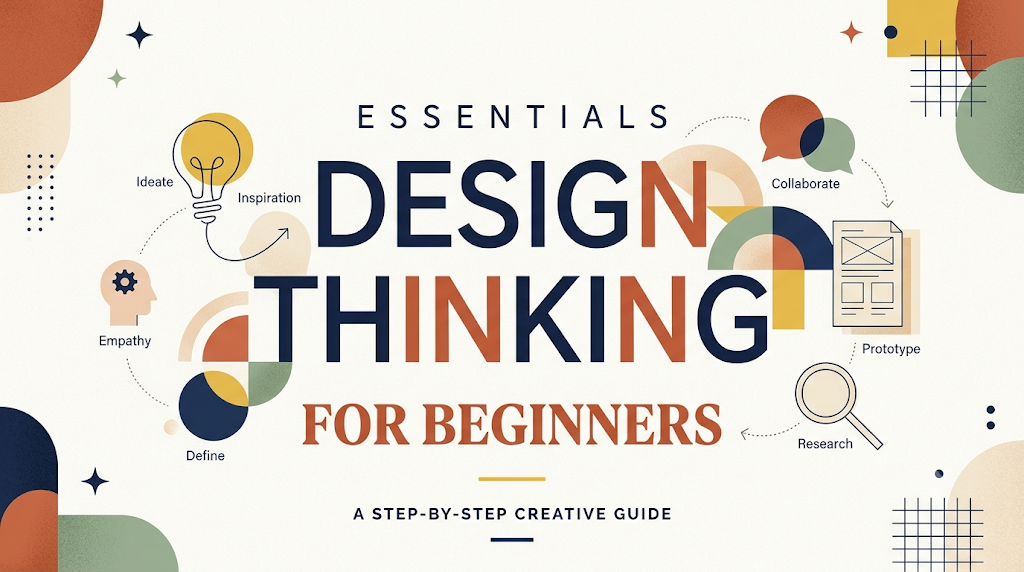 ESSENTIALS
DESIGN
THINKING
FOR BEGINNERS
A STEP-BY-STEP CREATIVE GUIDE
Ideate
Inspiration
Empathy
Define
Collaborate
Prototype
Research